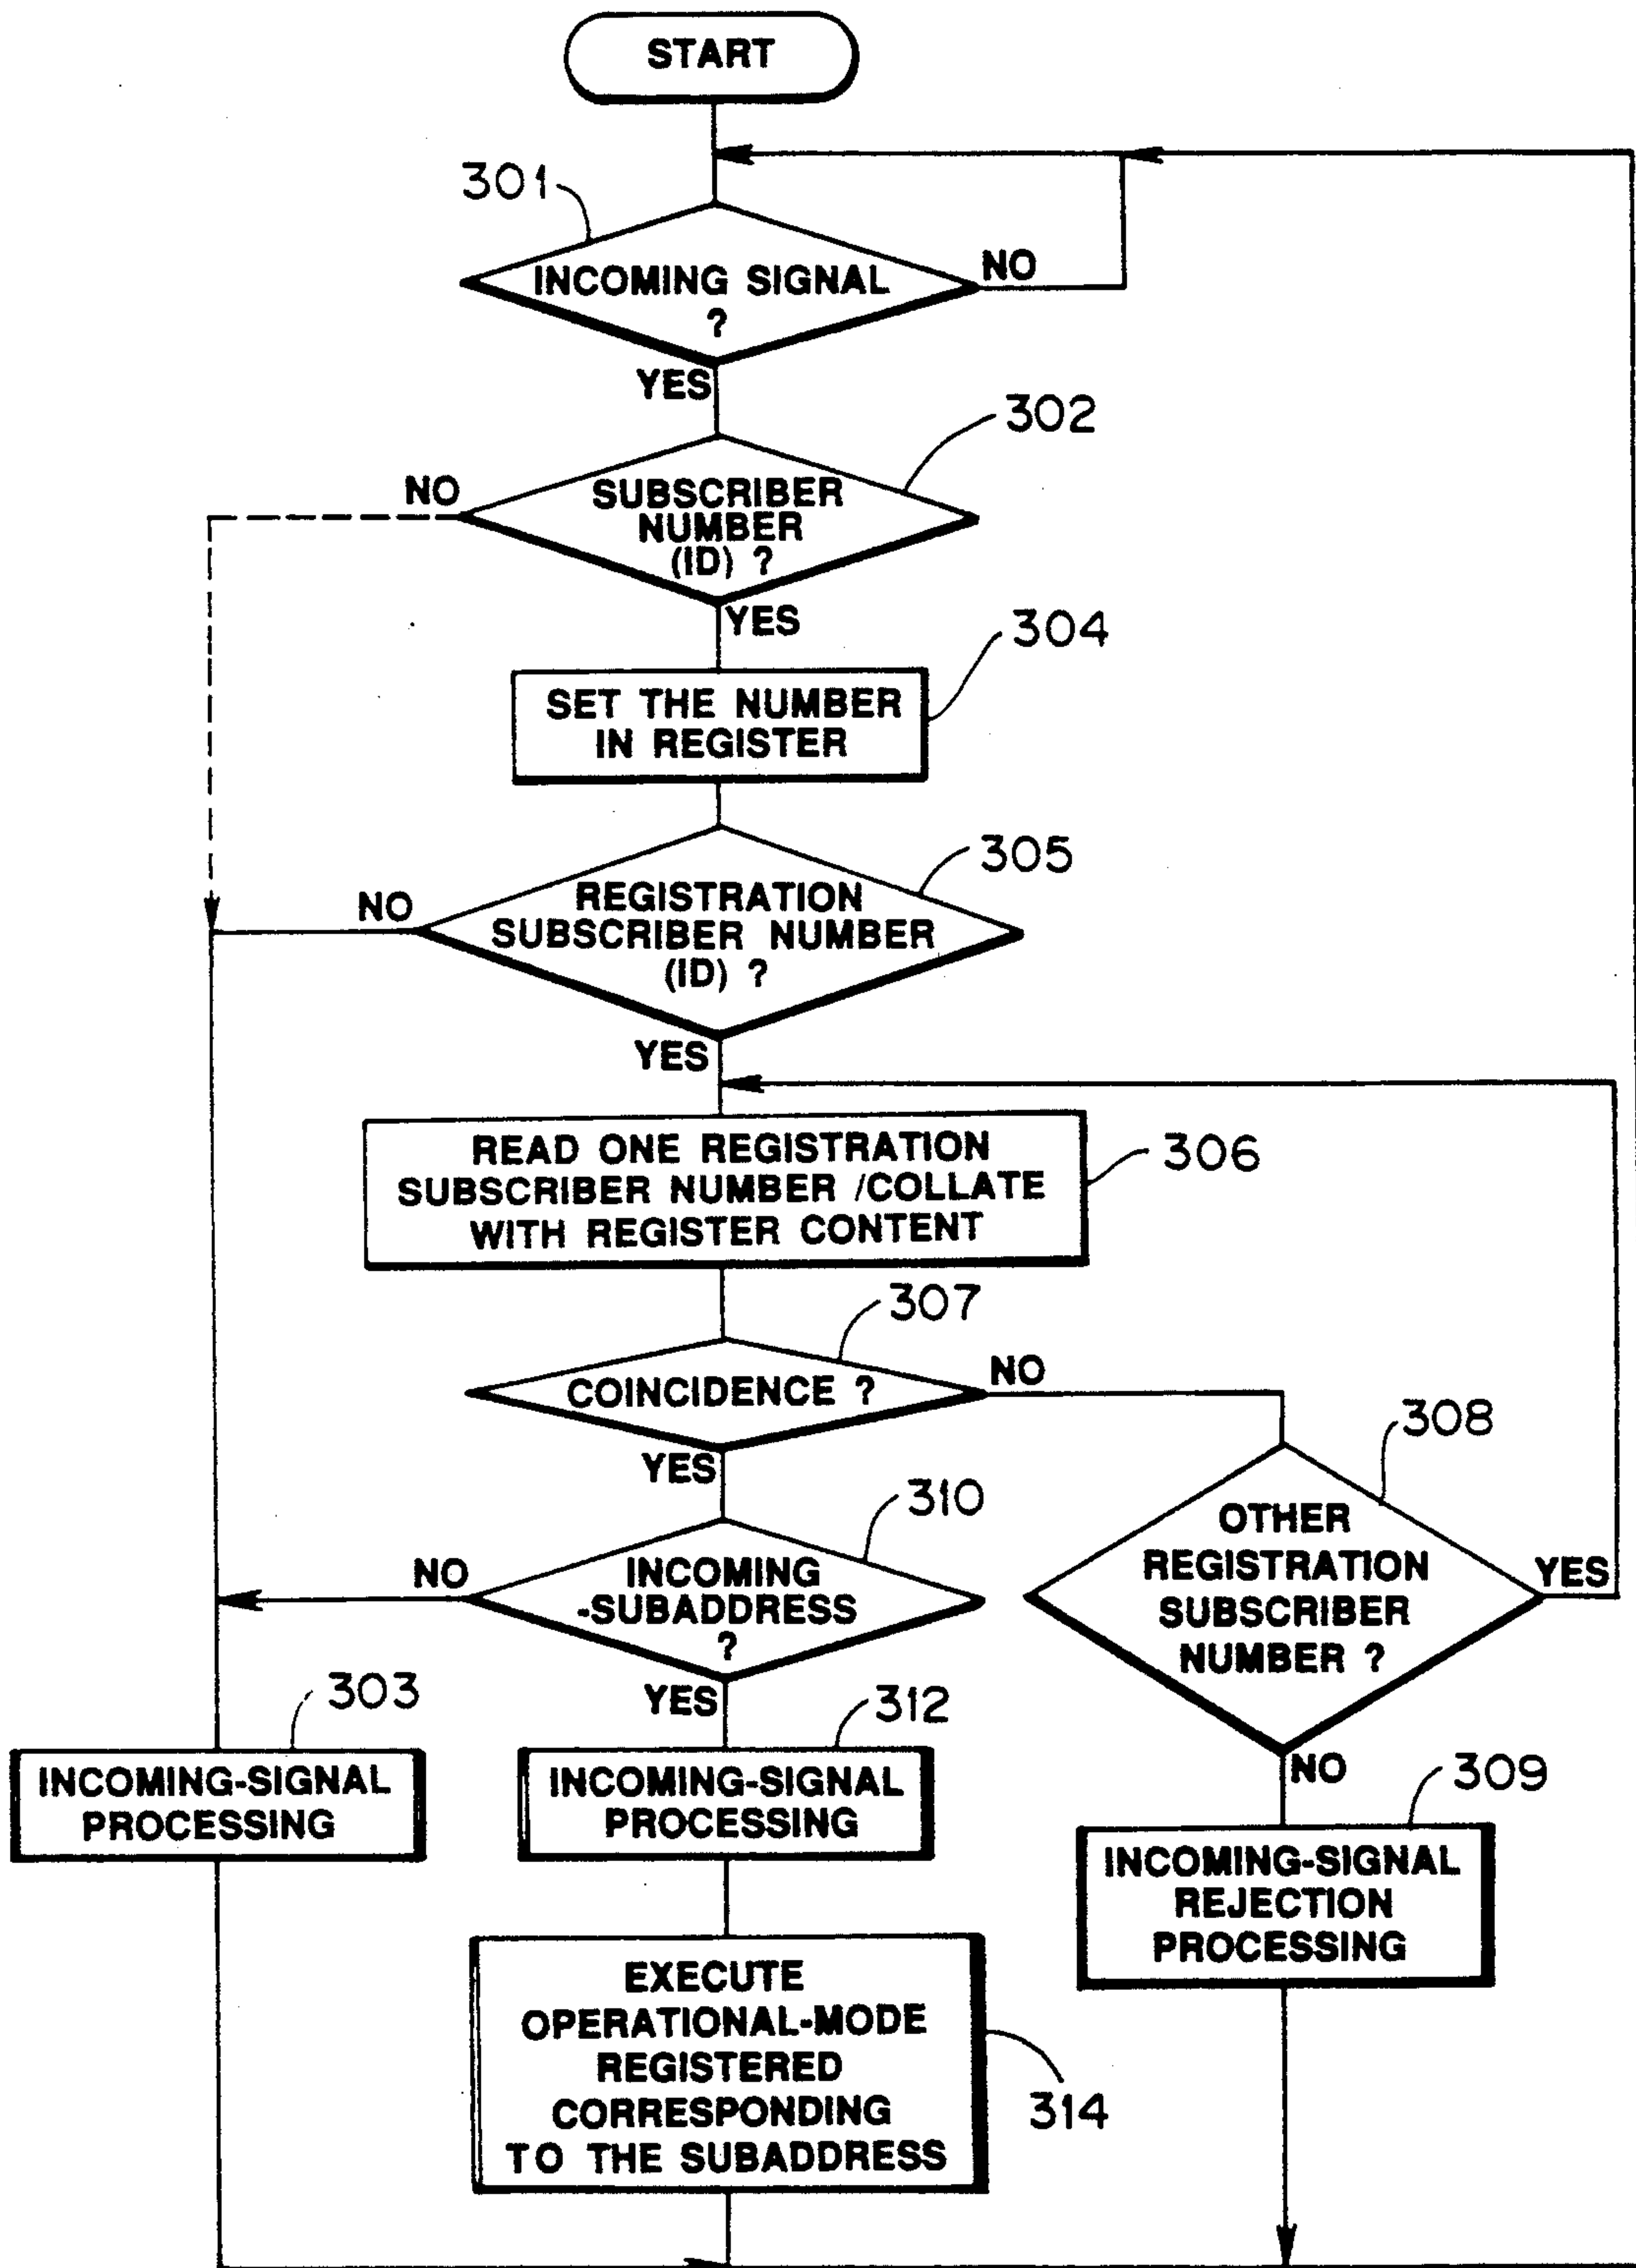 START
301
INCOMING SIGNAL
?
NO
YES
302
NO
SUBSCRIBER
NUMBER
(ID) ?
YES
304
SET THE NUMBER
IN REGISTER
305
NO
REGISTRATION
SUBSCRIBER NUMBER
(ID) ?
YES
READ ONE REGISTRATION
SUBSCRIBER NUMBER /COLLATE
WITH REGISTER CONTENT
306
307
COINCIDENCE ?
NO
YES
308
OTHER
REGISTRATION
SUBSCRIBER
NUMBER ?
YES
NO
310
NO
INCOMING
-SUBADDRESS
?
YES
303
INCOMING-SIGNAL
PROCESSING
312
INCOMING-SIGNAL
PROCESSING
309
INCOMING-SIGNAL
REJECTION
PROCESSING
EXECUTE
OPERATIONAL-MODE
REGISTERED
CORRESPONDING
TO THE SUBADDRESS
314